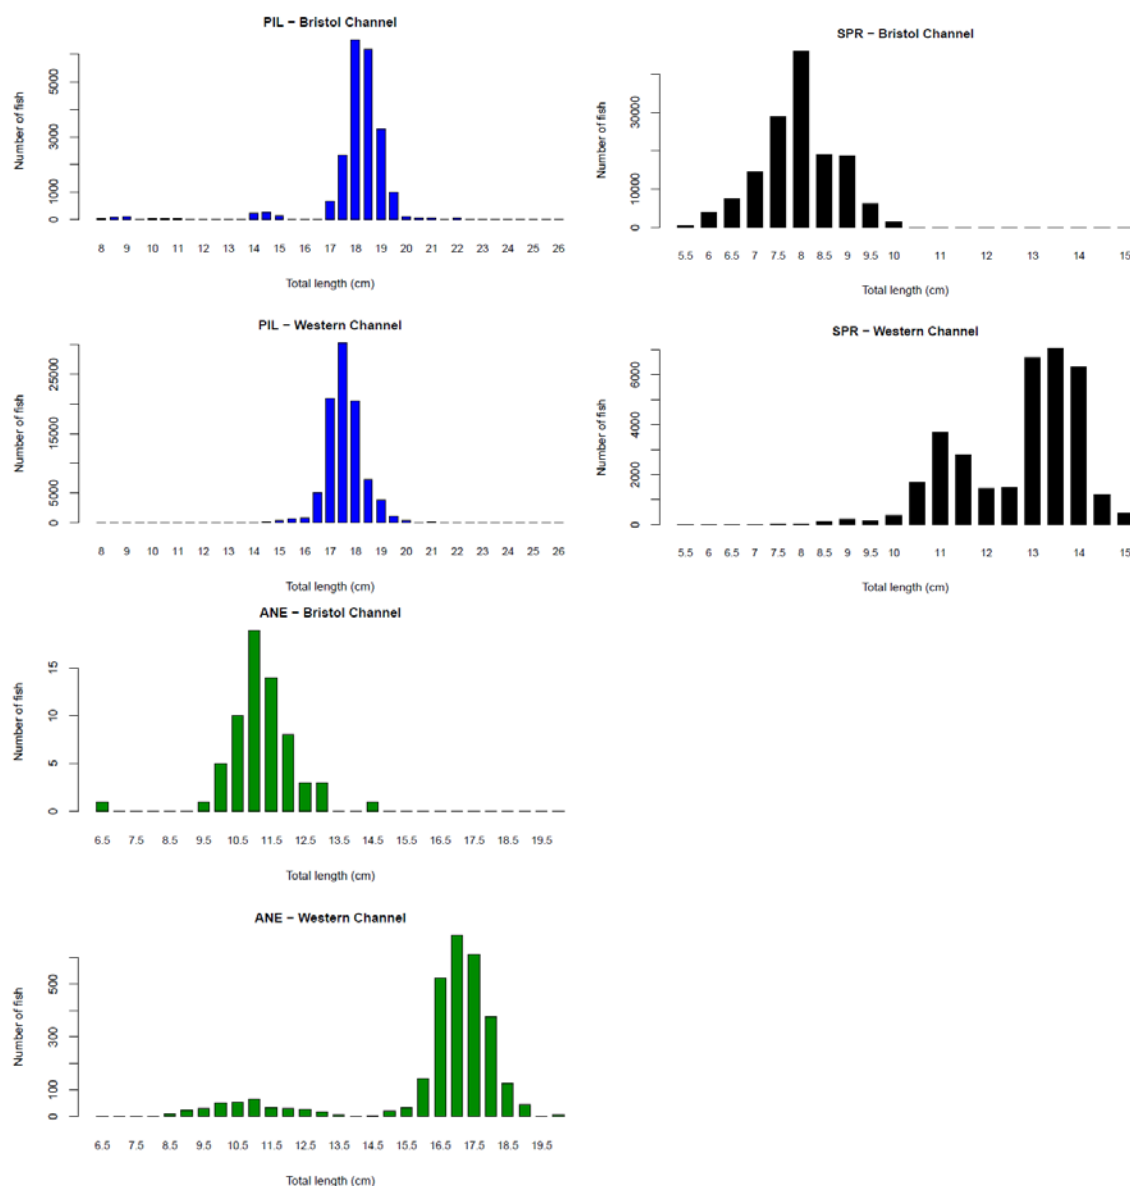 PIL − Bristol Channel
Number of fish
5000
3000
1000
0
8 9 10 11 12 13 14 15 16 17 18 19 20 21 22 23 24 25 26
Total length (cm)
SPR − Bristol Channel
Number of fish
30000
10000
0
5.5 6 6.5 7 7.5 8 8.5 9 9.5 10 11 12 13 14 15
Total length (cm)
PIL − Western Channel
Number of fish
25000
15000
5000
0
8 9 10 11 12 13 14 15 16 17 18 19 20 21 22 23 24 25 26
Total length (cm)
SPR − Western Channel
Number of fish
6000
4000
2000
0
5.5 6 6.5 7 7.5 8 8.5 9 9.5 10 11 12 13 14 15
Total length (cm)
ANE − Bristol Channel
Number of fish
15
10
5
0
6.5 7.5 8.5 9.5 10.5 11.5 12.5 13.5 14.5 15.5 16.5 17.5 18.5 19.5
Total length (cm)
ANE − Western Channel
Number of fish
500
300
100
0
6.5 7.5 8.5 9.5 10.5 11.5 12.5 13.5 14.5 15.5 16.5 17.5 18.5 19.5
Total length (cm)